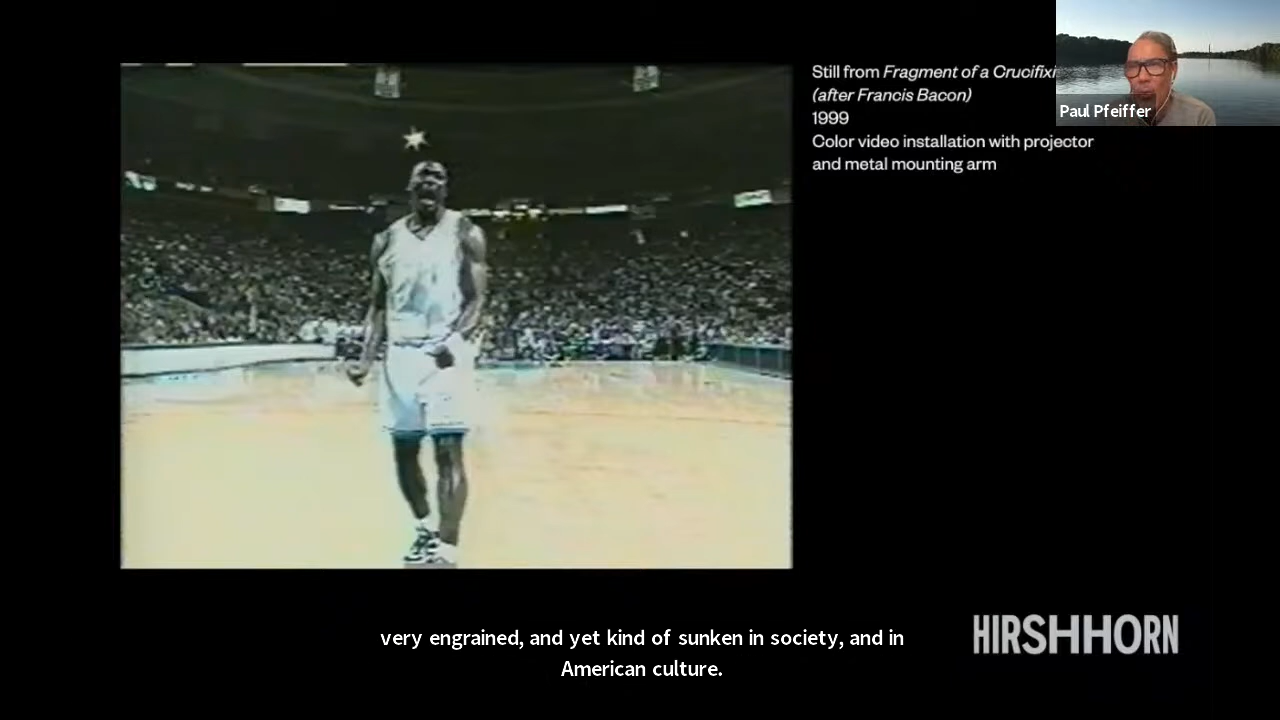 Still from Fragment of a Crucifixi
(after Francis Bacon)
1999
Color video installation with projector
and metal mounting arm
Paul Pfeiffer
very engrained, and yet kind of sunken in society, and in
American culture.
HIRSHHORN